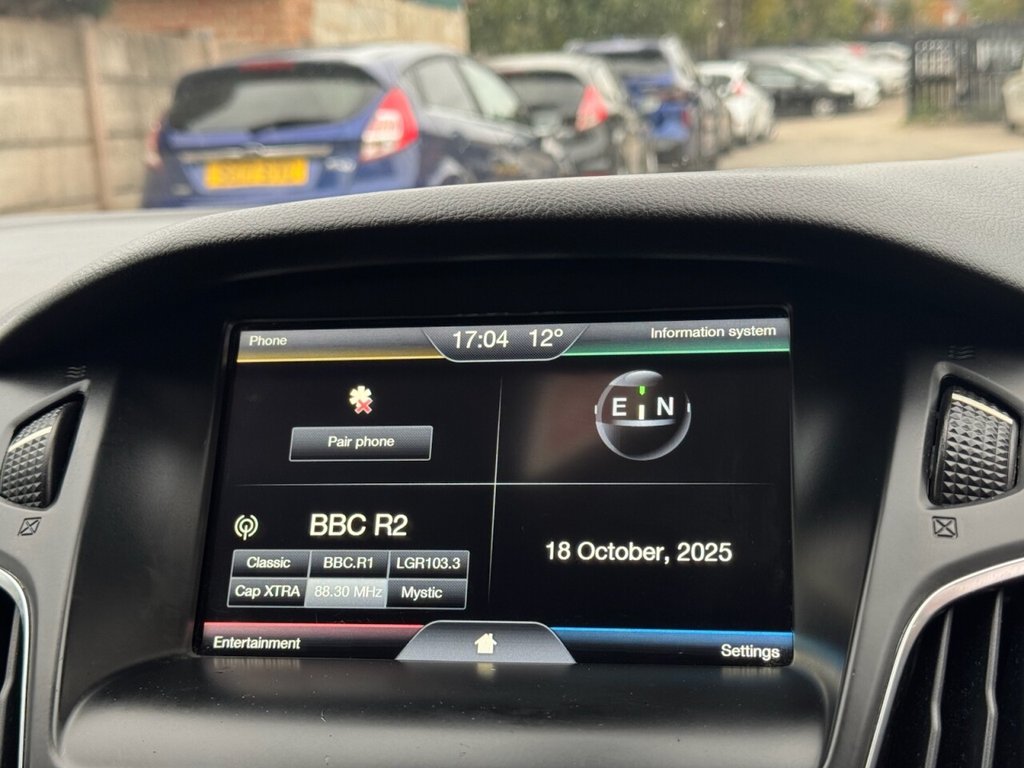 Phone
17:04 12°
Information system
Pair phone
E N
BBC R2
Classic BBC.R1 LGR103.3
Cap XTRA 88.30 MHz Mystic
18 October, 2025
Entertainment
Settings